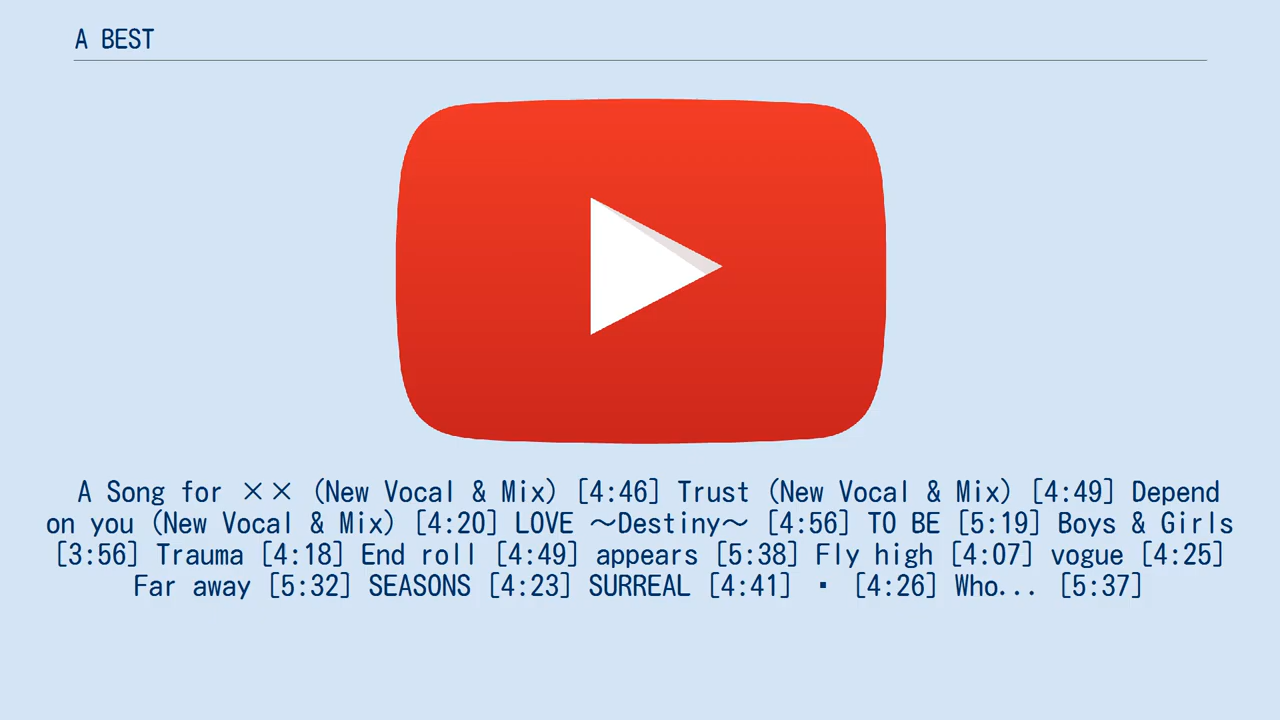 A BEST
A Song for ×× (New Vocal & Mix) [4:46] Trust (New Vocal & Mix) [4:49] Depend
on you (New Vocal & Mix) [4:20] LOVE ～Destiny～ [4:56] TO BE [5:19] Boys & Girls
[3:56] Trauma [4:18] End roll [4:49] appears [5:38] Fly high [4:07] vogue [4:25]
Far away [5:32] SEASONS [4:23] SURREAL [4:41] ・ [4:26] Who... [5:37]